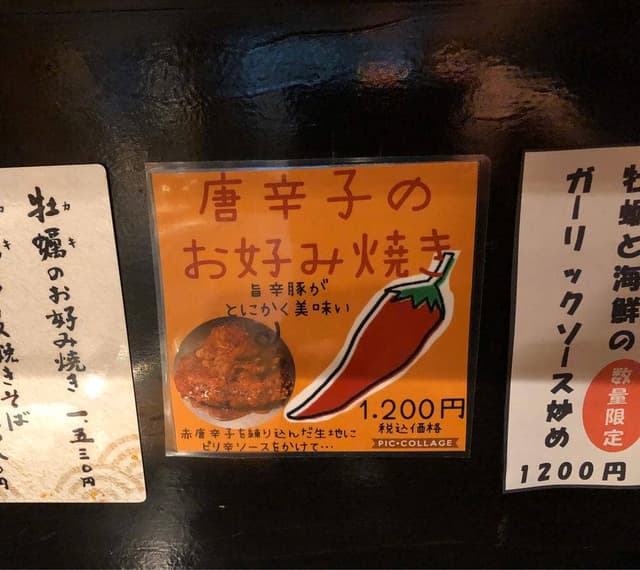 唐辛子の
お好み焼き
旨辛豚が
とにかく美味い
1.200円
税込価格
PIC•COLLAGE
赤唐辛子を練り込んだ生地に
ピリ辛ソースをかけて…
カキ
牡蠣のお好み焼き 一、五三〇円
牡蠣と海鮮の
ガーリックソース炒め
数量限定
1200円